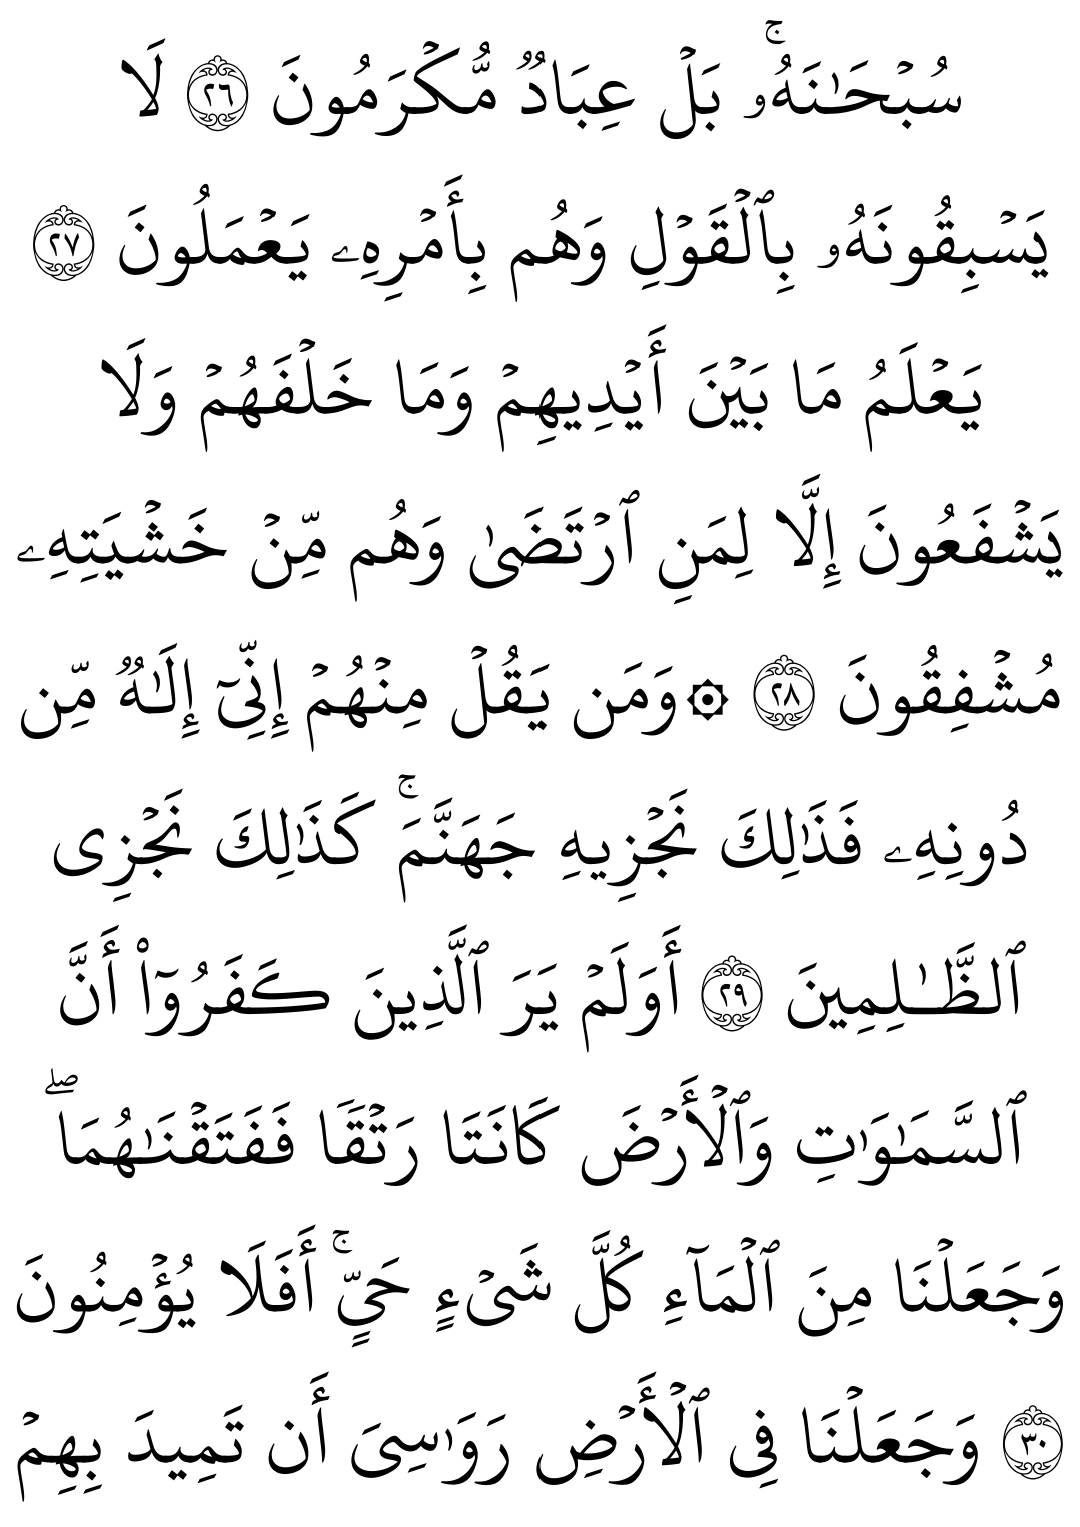 سُبْحَـٰنَهُۥ ۚ بَلْ عِبَادٌ مُّكْرَمُونَ ٢٦ لَا
يَسْبِقُونَهُۥ بِٱلْقَوْلِ وَهُم بِأَمْرِهِۦ يَعْمَلُونَ ٢٧
يَعْلَمُ مَا بَيْنَ أَيْدِيهِمْ وَمَا خَلْفَهُمْ وَلَا
يَشْفَعُونَ إِلَّا لِمَنِ ٱرْتَضَىٰ وَهُم مِّنْ خَشْيَتِهِۦ
مُشْفِقُونَ ٢٨ ۞ وَمَن يَقُلْ مِنْهُمْ إِنِّىٓ إِلَـٰهٌ مِّن
دُونِهِۦ فَذَٰلِكَ نَجْزِيهِ جَهَنَّمَ ۚ كَذَٰلِكَ نَجْزِى
ٱلظَّـٰلِمِينَ ٢٩ أَوَلَمْ يَرَ ٱلَّذِينَ كَفَرُوٓا۟ أَنَّ
ٱلسَّمَـٰوَٰتِ وَٱلْأَرْضَ كَانَتَا رَتْقًا فَفَتَقْنَـٰهُمَا ۖ
وَجَعَلْنَا مِنَ ٱلْمَآءِ كُلَّ شَىْءٍ حَىٍّ ۚ أَفَلَا يُؤْمِنُونَ
٣٠ وَجَعَلْنَا فِى ٱلْأَرْضِ رَوَٰسِىَ أَن تَمِيدَ بِهِمْ